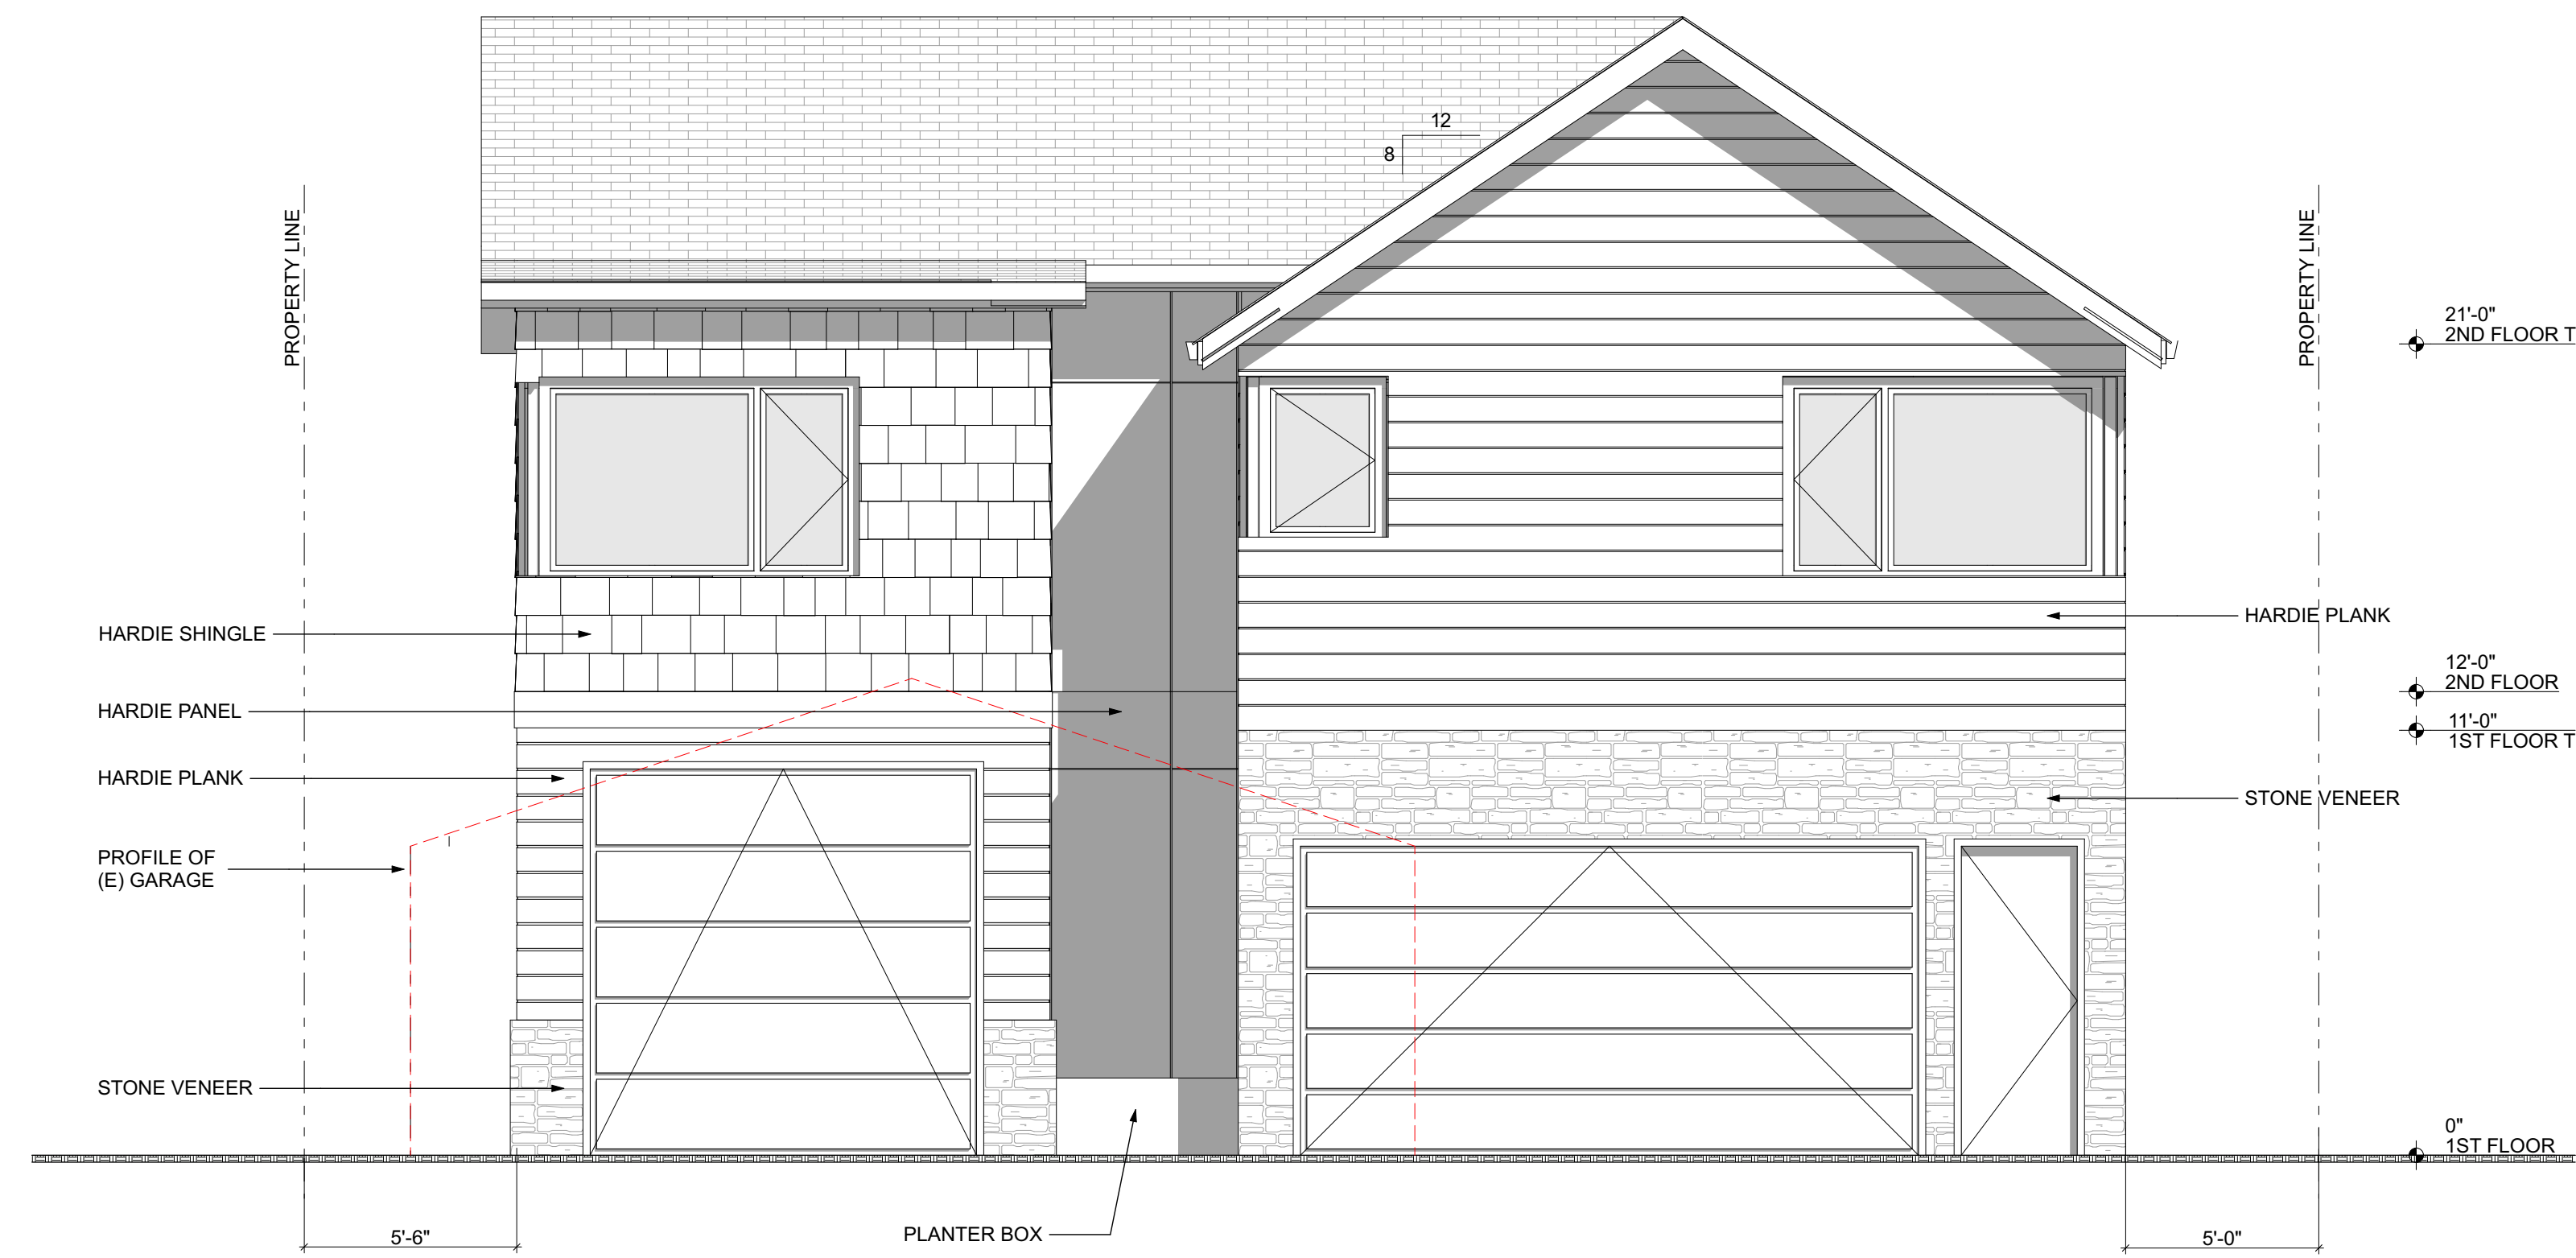 12
8
PROPERTY LINE
PROPERTY LINE
21'-0"
2ND FLOOR T
HARDIE SHINGLE
HARDIE PLANK
12'-0"
2ND FLOOR
HARDIE PANEL
11'-0"
1ST FLOOR T
HARDIE PLANK
STONE VENEER
PROFILE OF
(E) GARAGE
STONE VENEER
0"
1ST FLOOR
PLANTER BOX
5'-6"
5'-0"